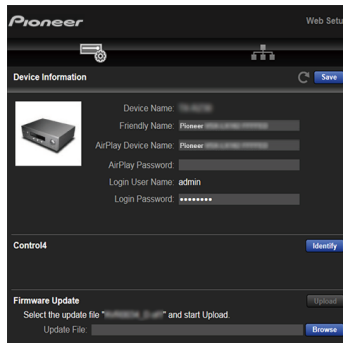 Pioneer
Web Setu
Device Information
Save
Device Name:
Friendly Name: Pioneer
AirPlay Device Name: Pioneer
AirPlay Password:
Login User Name: admin
Login Password: ••••••••
Control4
Identify
Firmware Update
Upload
Select the update file " " and start Upload.
Update File:
Browse